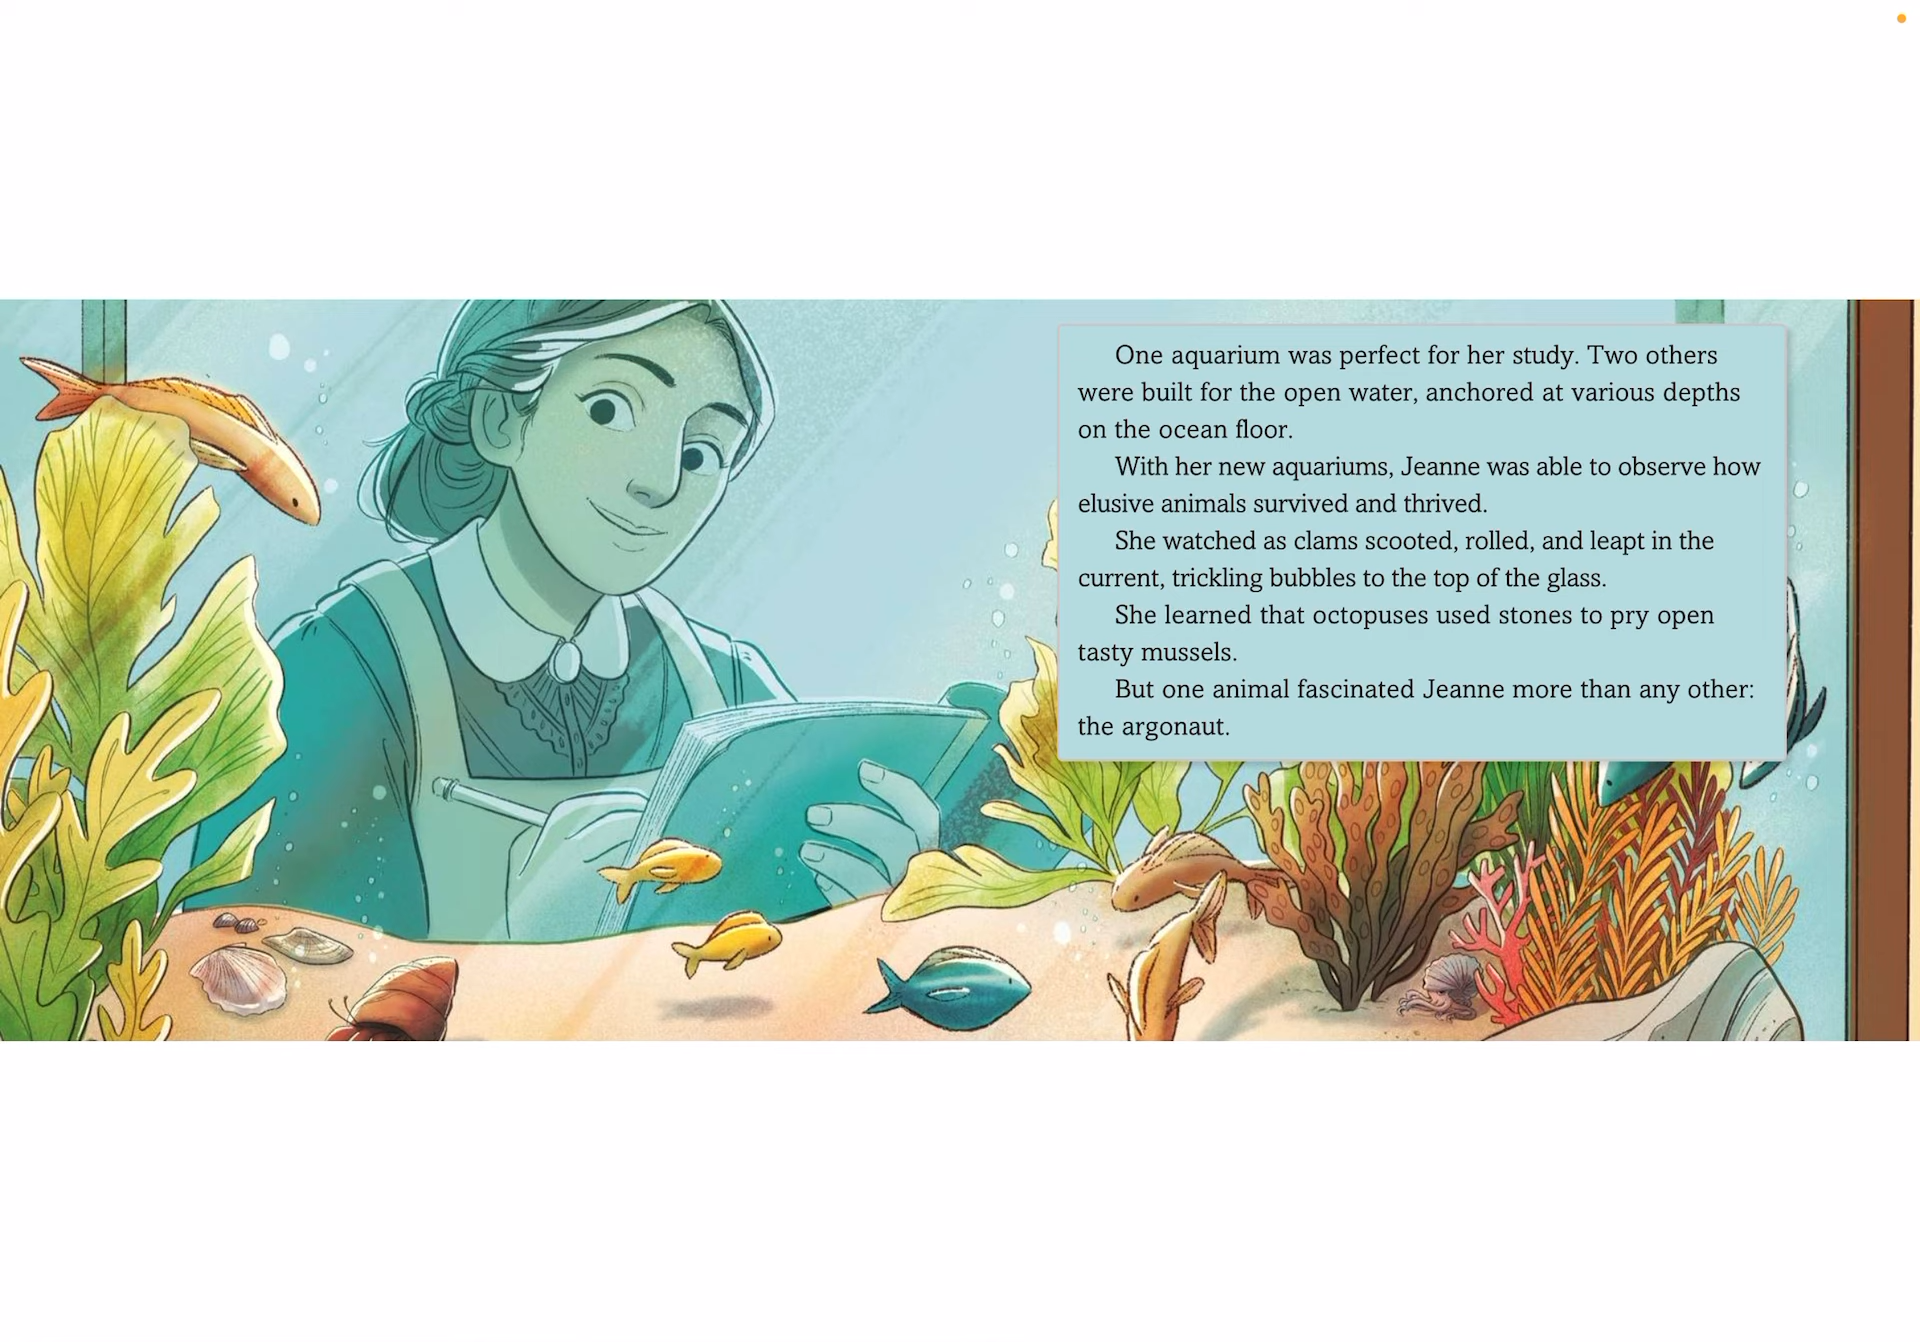 One aquarium was perfect for her study. Two others
were built for the open water, anchored at various depths
on the ocean floor.
With her new aquariums, Jeanne was able to observe how
elusive animals survived and thrived.
She watched as clams scooted, rolled, and leapt in the
current, trickling bubbles to the top of the glass.
She learned that octopuses used stones to pry open
tasty mussels.
But one animal fascinated Jeanne more than any other:
the argonaut.